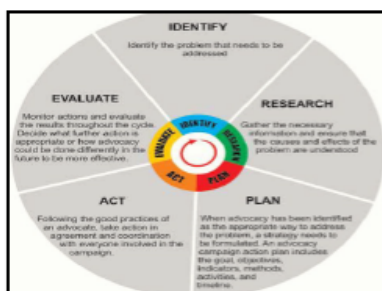 IDENTIFY
Identify the problem that needs to be
addressed
EVALUATE
Monitor actions and evaluate
the results throughout the cycle.
Decide what further action is
appropriate or how advocacy
could be done differently in the
future to be more effective.
RESEARCH
Gather the necessary
information and ensure that
the causes and effects of the
problem are understood
IDENTIFY
RESEARCH
PLAN
ACT
EVALUATE
ACT
Following the good practices of
an advocate, take action in
agreement and coordination
with everyone involved in the
campaign.
PLAN
When advocacy has been identified
as the appropriate way to address
the problem, a strategy needs to
be formulated. An advocacy
campaign action plan includes
the goal, objectives,
indicators, methods,
activities, and
timeline.